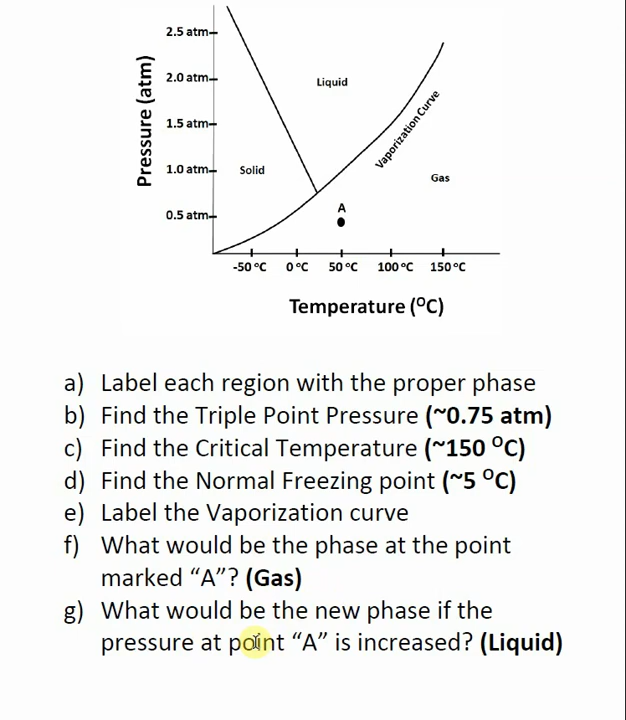 2.5 atm
2.0 atm
Liquid
1.5 atm
Vaporization Curve
1.0 atm
Solid
Gas
A
0.5 atm
Pressure (atm)
-50 °C 0 °C 50 °C 100 °C 150 °C
Temperature (°C)
a) Label each region with the proper phase
b) Find the Triple Point Pressure (~0.75 atm)
c) Find the Critical Temperature (~150 °C)
d) Find the Normal Freezing point (~5 °C)
e) Label the Vaporization curve
f) What would be the phase at the point
marked “A”? (Gas)
g) What would be the new phase if the
pressure at point “A” is increased? (Liquid)